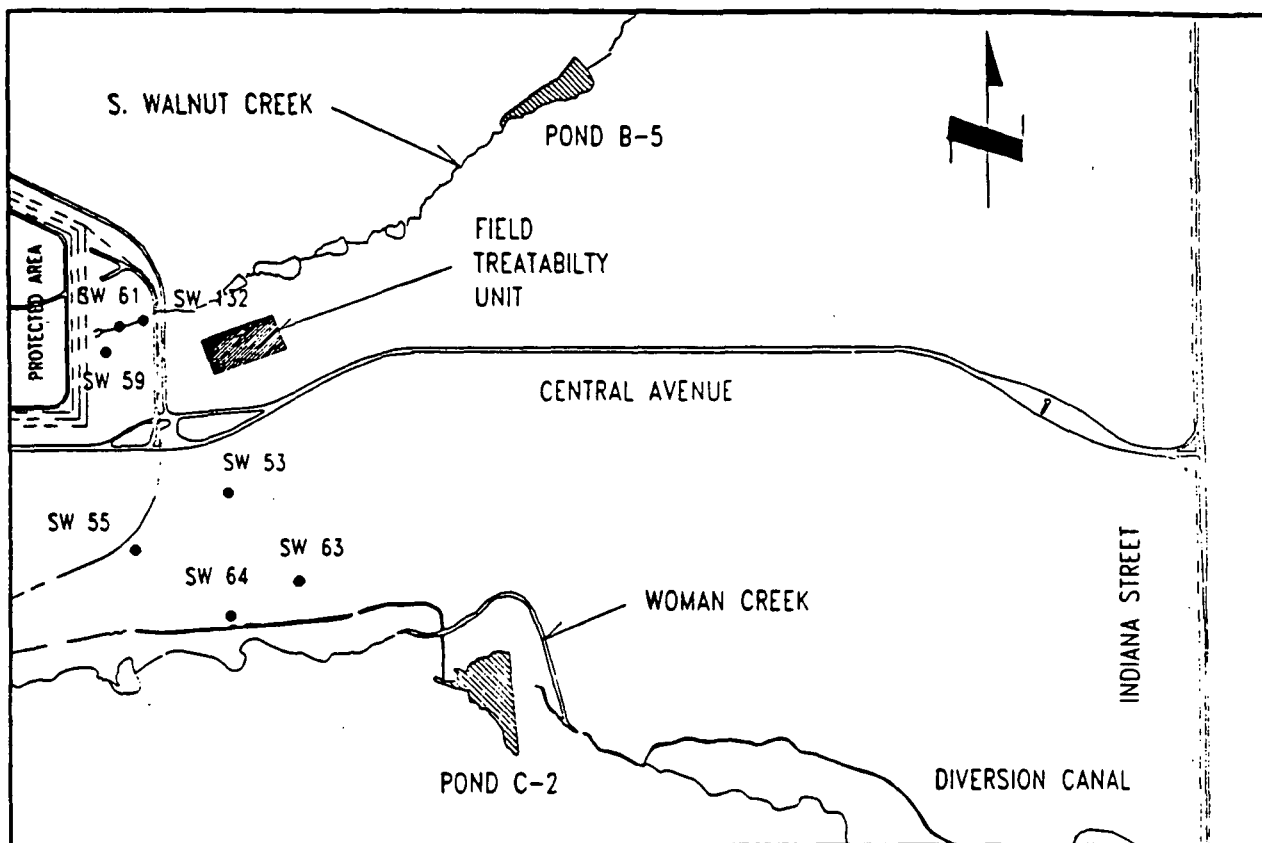 S. WALNUT CREEK
POND B-5
FIELD
TREATABILTY
UNIT
PROTECTED AREA
SW 61
SW 132
SW 59
CENTRAL AVENUE
SW 53
SW 55
SW 63
SW 64
WOMAN CREEK
INDIANA STREET
POND C-2
DIVERSION CANAL